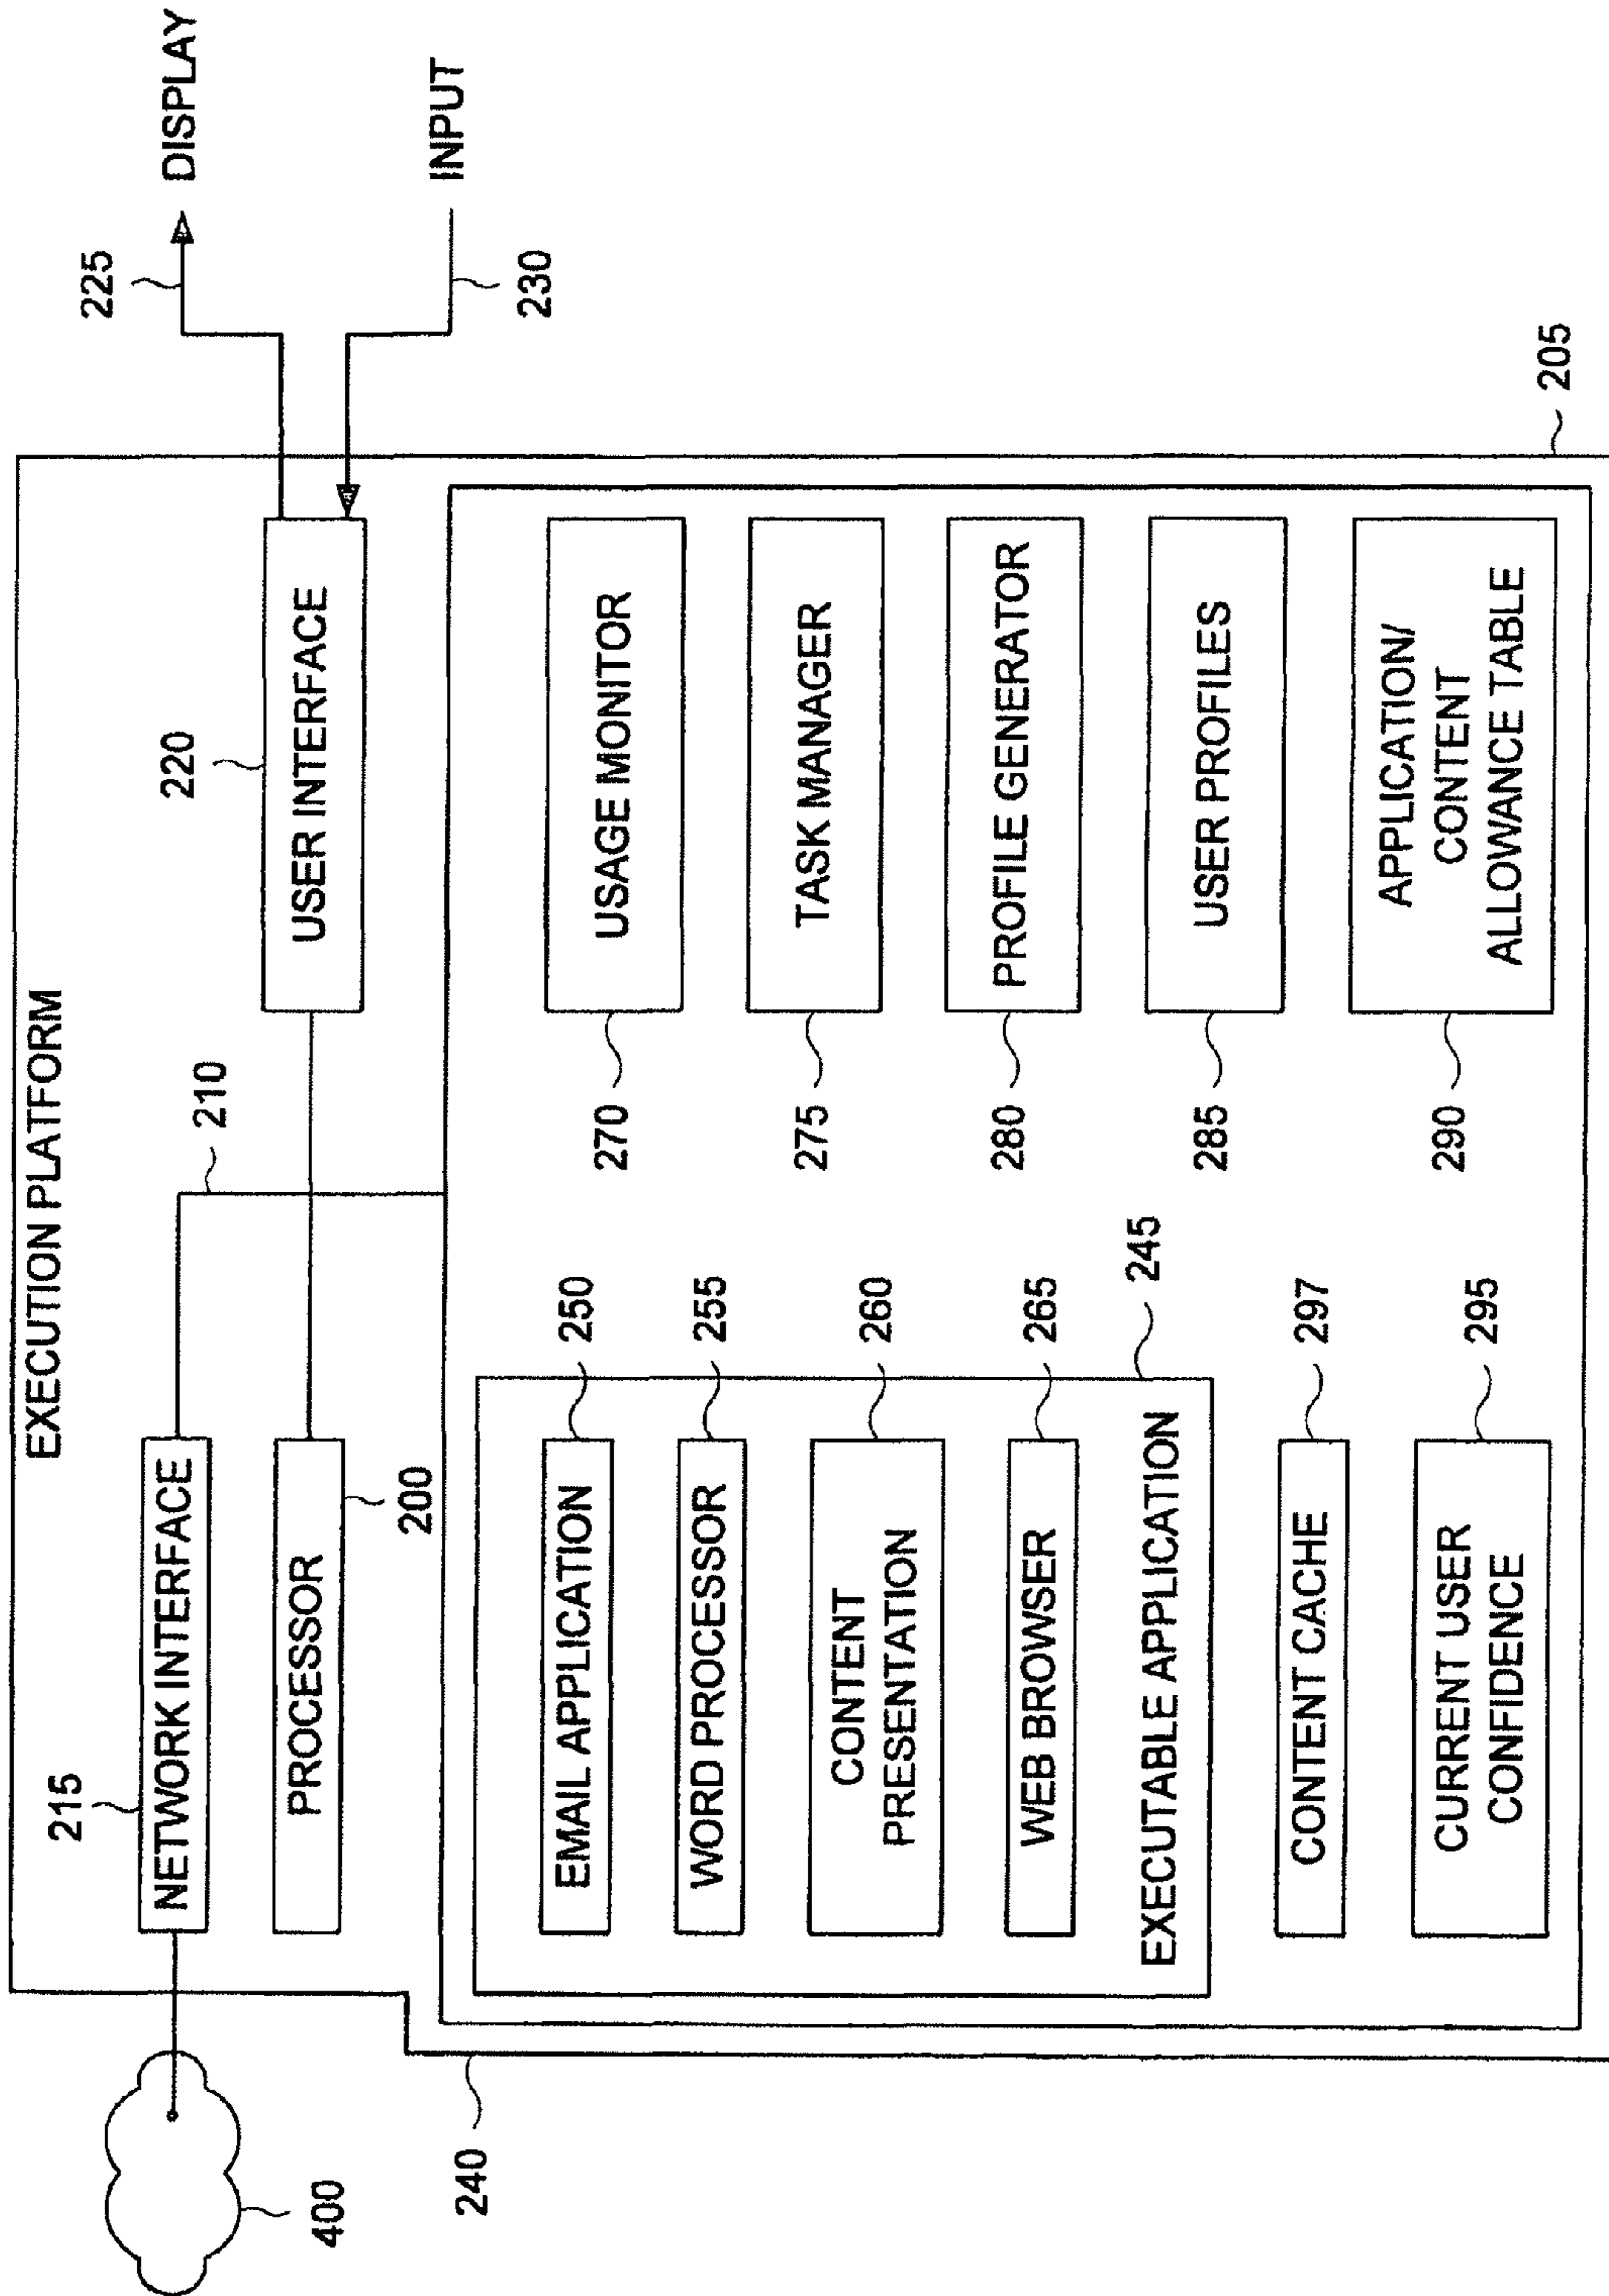 EXECUTION PLATFORM
215
NETWORK INTERFACE
PROCESSOR
200
210
220
USER INTERFACE
225
DISPLAY
INPUT
230
400
240
EMAIL APPLICATION
250
WORD PROCESSOR
255
CONTENT
PRESENTATION
260
WEB BROWSER
265
EXECUTABLE APPLICATION
245
CONTENT CACHE
297
CURRENT USER
CONFIDENCE
295
270
USAGE MONITOR
275
TASK MANAGER
280
PROFILE GENERATOR
285
USER PROFILES
290
APPLICATION/
CONTENT
ALLOWANCE TABLE
205